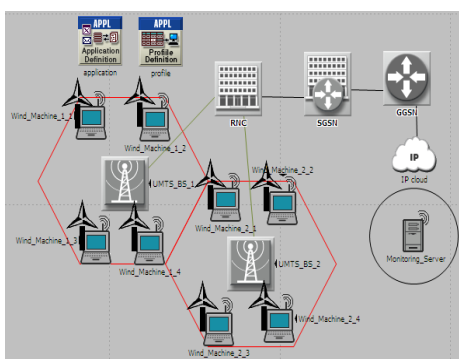 APPL
Application
Definition
application
APPL
Profile
Definition
profile
Wind_Machine_1_1
Wind_Machine_1_2
RNC
SGSN
GGSN
IP
IP cloud
UMTS_BS_1
Wind_Machine_2_2
Wind_Machine_1_3
Wind_Machine_1_4
Wind_Machine_2_1
UMTS_BS_2
Monitoring_Server
Wind_Machine_2_4
Wind_Machine_2_3